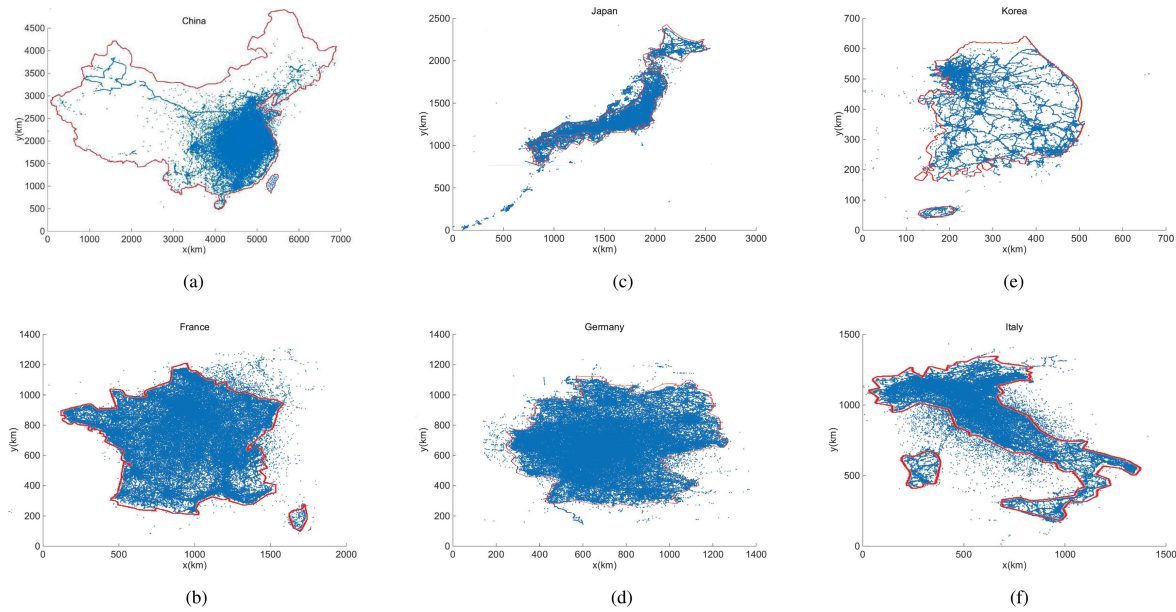 China
5000
4500
4000
3500
3000
2500
2000
1500
1000
500
0
y(km)
0 1000 2000 3000 4000 5000 6000 7000
x(km)
(a)
Japan
2500
2000
1500
1000
500
0
y(km)
0 500 1000 1500 2000 2500 3000
x(km)
(c)
Korea
700
600
500
400
300
200
100
0
y(km)
0 100 200 300 400 500 600 700
x(km)
(e)
France
1400
1200
1000
800
600
400
200
0
y(km)
0 500 1000 1500 2000
x(km)
(b)
Germany
1400
1200
1000
800
600
400
200
0
y(km)
0 200 400 600 800 1000 1200 1400
x(km)
(d)
Italy
1500
1000
500
0
y(km)
0 500 1000 1500
x(km)
(f)